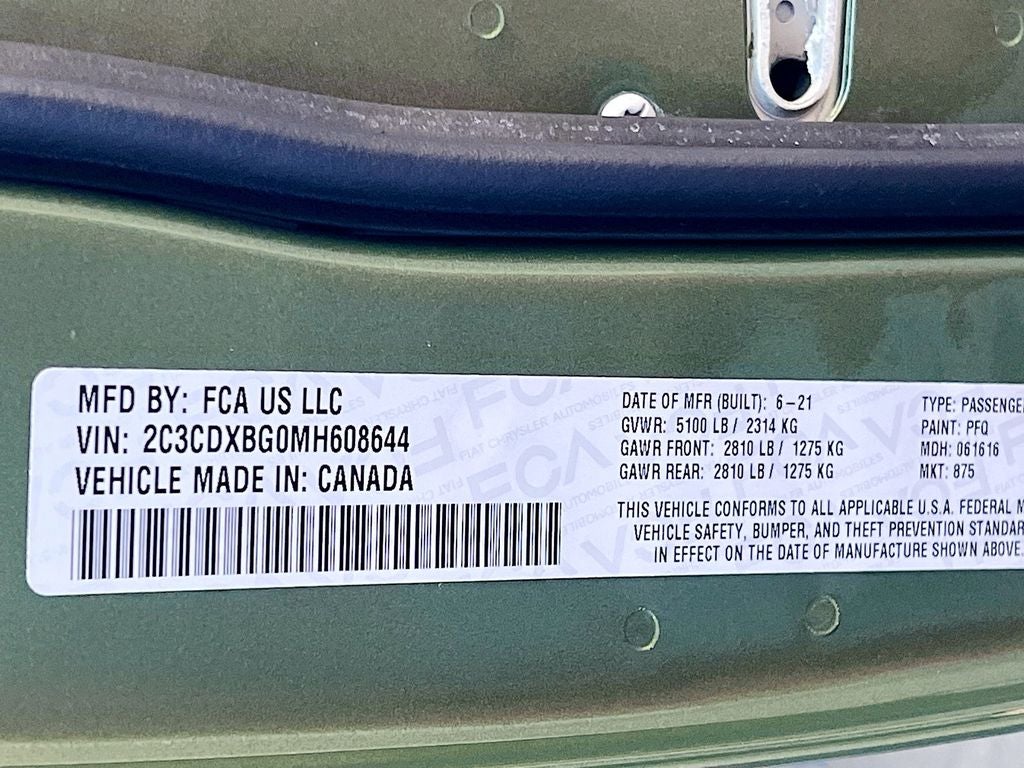 MFD BY: FCA US LLC
VIN: 2C3CDXBG0MH608644
VEHICLE MADE IN: CANADA
DATE OF MFR (BUILT): 6-21
GVWR: 5100 LB / 2314 KG
GAWR FRONT: 2810 LB / 1275 KG
GAWR REAR: 2810 LB / 1275 KG
TYPE: PASSENGE
PAINT: PFQ
MDH: 061616
MKT: 875
THIS VEHICLE CONFORMS TO ALL APPLICABLE U.S.A. FEDERAL M
VEHICLE SAFETY, BUMPER, AND THEFT PREVENTION STANDAR
IN EFFECT ON THE DATE OF MANUFACTURE SHOWN ABOVE.